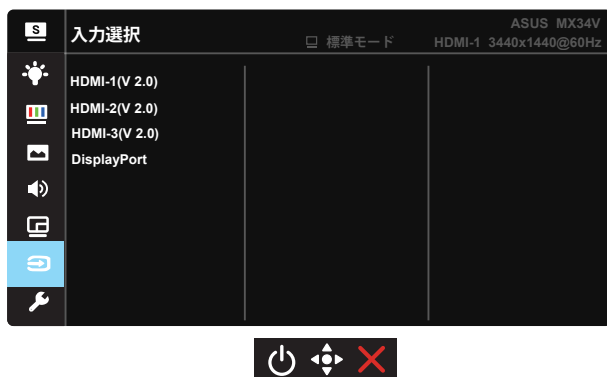 S
入力選択
標準モード
ASUS MX34V
HDMI-1 3440x1440@60Hz
HDMI-1(V 2.0)
HDMI-2(V 2.0)
HDMI-3(V 2.0)
DisplayPort